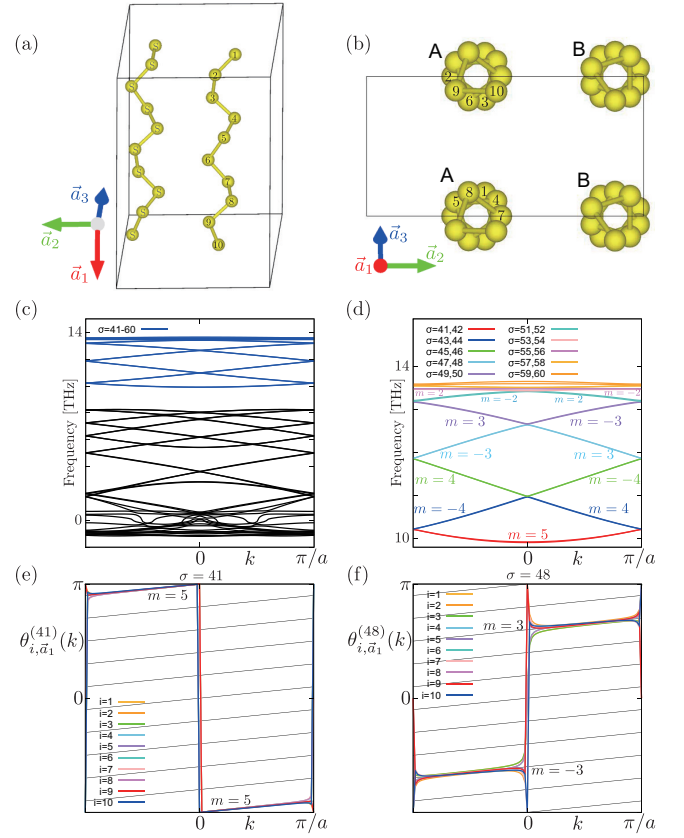 (a)
(b)
S
S
S
S
S
S
S
S
S
S
1
2
3
4
5
6
7
8
9
10
a⃗₃
a⃗₂
a⃗₁
A
B
2
9
6
3
10
A
B
5
8
1
4
7
a⃗₃
a⃗₁
a⃗₂
(c)
14
σ=41-60
Frequency [THz]
0
0
k
π/a
(d)
σ=41,42
σ=43,44
σ=45,46
σ=47,48
σ=49,50
σ=51,52
σ=53,54
σ=55,56
σ=57,58
σ=59,60
14
Frequency [THz]
10
m = 2
m = −2
m = 2
m = −2
m = 3
m = −3
m = −3
m = 3
m = 4
m = −4
m = −4
m = 4
m = 5
0
k
π/a
(e)
σ = 41
π
m = 5
θ_{i,a⃗₁}^{(41)}(k)
0
i=1
i=2
i=3
i=4
i=5
i=6
i=7
i=8
i=9
i=10
m = 5
0
k
π/a
(f)
σ = 48
π
i=1
i=2
i=3
i=4
i=5
i=6
i=7
i=8
i=9
i=10
m = 3
θ_{i,a⃗₁}^{(48)}(k)
0
m = −3
0
k
π/a